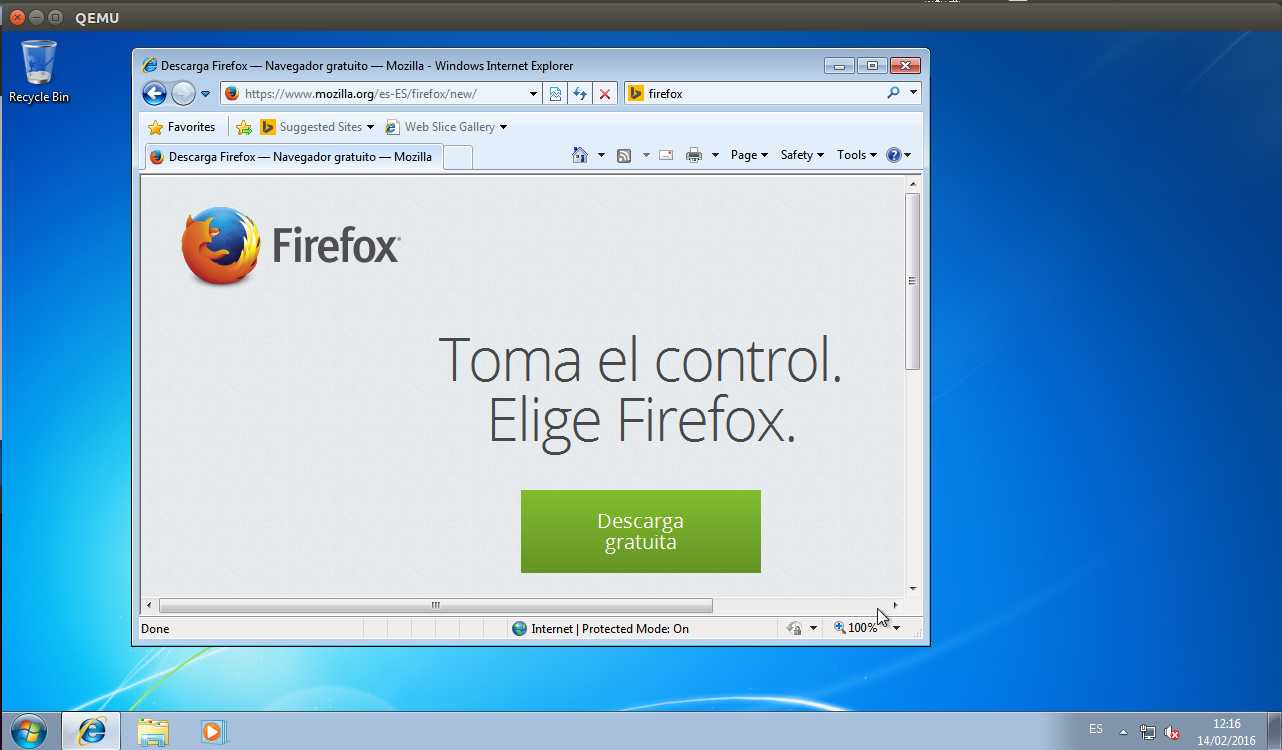 QEMU
Recycle Bin
Descarga Firefox — Navegador gratuito — Mozilla - Windows Internet Explorer
https://www.mozilla.org/es-ES/firefox/new/
firefox
Favorites
Suggested Sites
Web Slice Gallery
Descarga Firefox — Navegador gratuito — Mozilla
Page
Safety
Tools
Firefox
Toma el control.
Elige Firefox.
Descarga
gratuita
Done
Internet | Protected Mode: On
100%
ES
12:16
14/02/2016